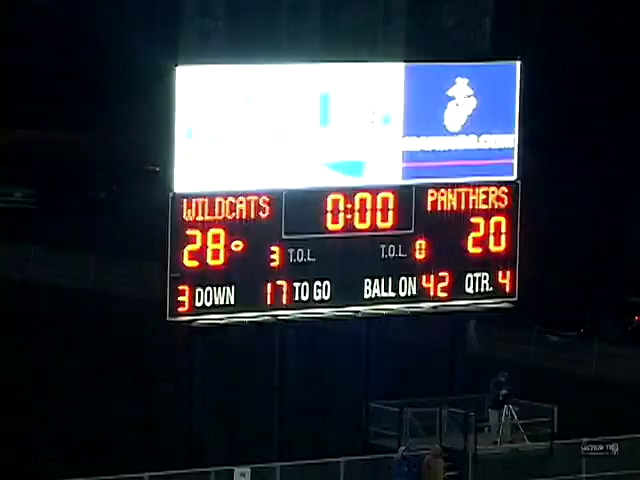 WILDCATS 0:00 PANTHERS
28 3 T.O.L. T.O.L. 0 20
3 DOWN 17 TO GO BALL ON 42 QTR. 4